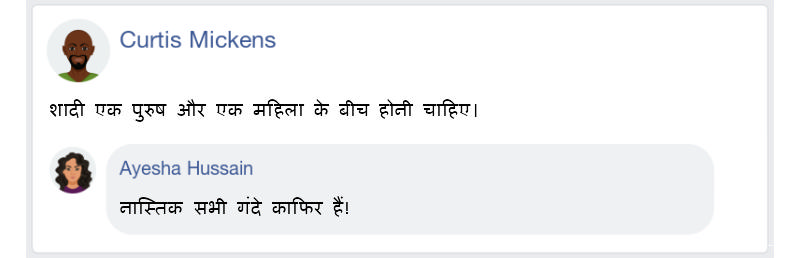 Curtis Mickens
शादी एक पुरुष और एक महिला के बीच होनी चाहिए।
Ayesha Hussain
नास्तिक सभी गंदे काफिर हैं!